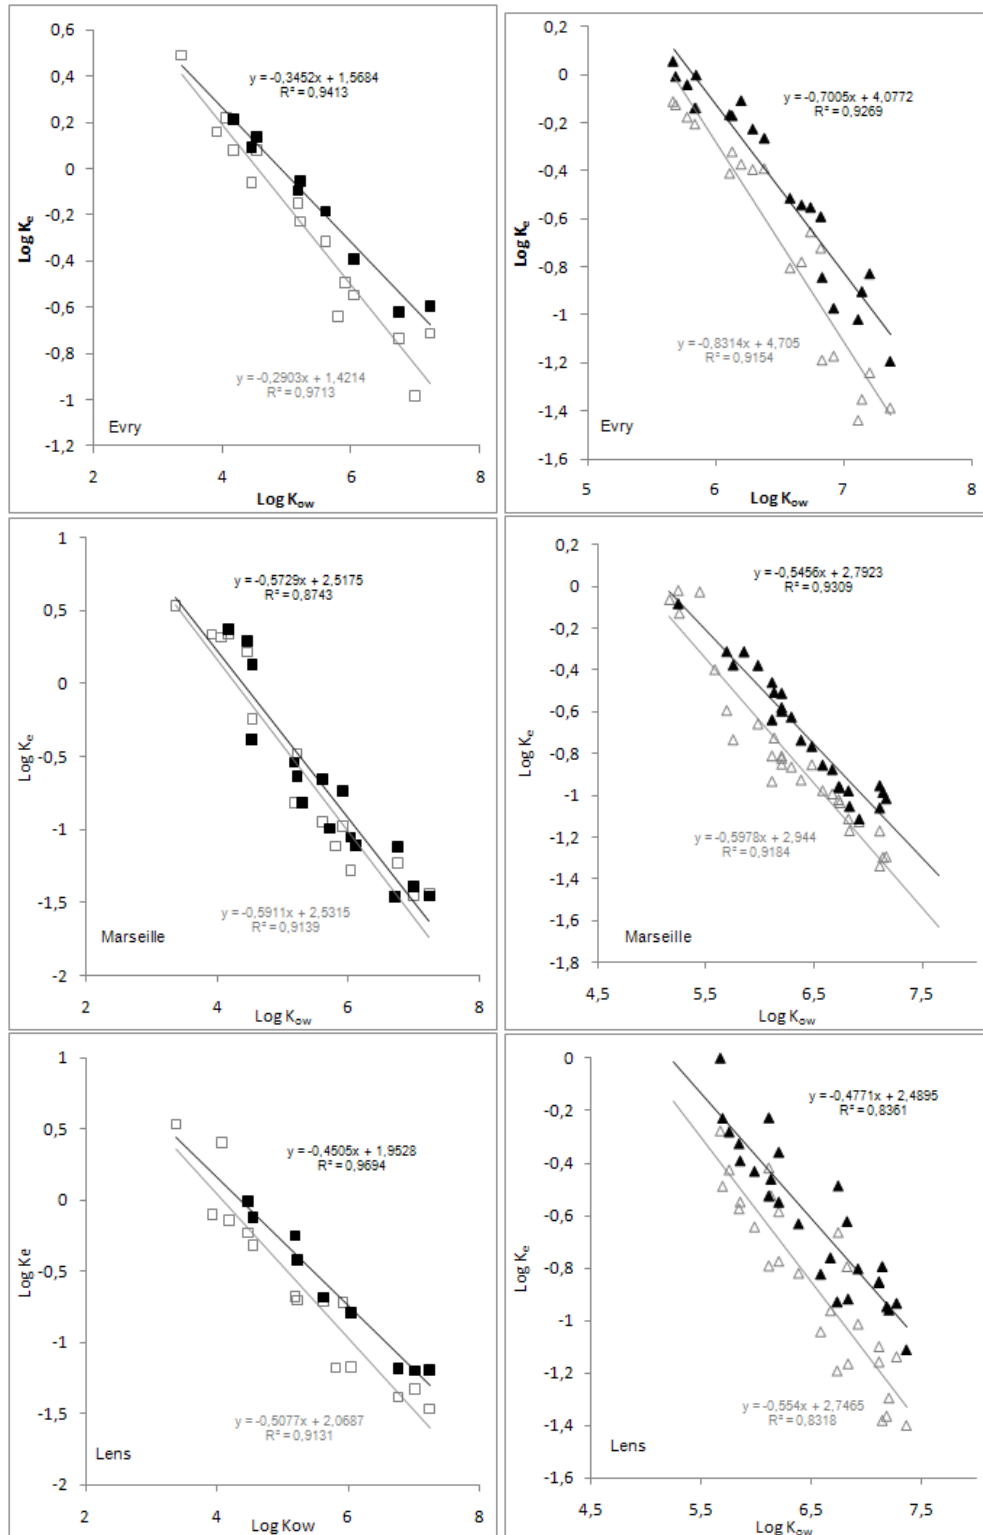 0,6
0,4
0,2
0
-0,2
-0,4
-0,6
-0,8
-1
-1,2
Log Kₑ
y = -0,3452x + 1,5684
R² = 0,9413
y = -0,2903x + 1,4214
R² = 0,9713
Evry
2 4 6 8
Log Kow
0
-0,2
-0,4
-0,6
-0,8
-1
-1,2
-1,4
-1,6
Log Kₑ
y = -0,7005x + 4,0772
R² = 0,9269
y = -0,8314x + 4,705
R² = 0,9154
Evry
5 6 7 8
Log Kow
1
0,5
0
-0,5
-1
-1,5
-2
Log Kₑ
y = -0,5729x + 2,5175
R² = 0,8743
y = -0,5911x + 2,5315
R² = 0,9139
Marseille
2 4 6 8
Log Kow
0,2
0
-0,2
-0,4
-0,6
-0,8
-1
-1,2
-1,4
-1,6
-1,8
Log Kₑ
y = -0,5456x + 2,7923
R² = 0,9309
y = -0,5978x + 2,944
R² = 0,9184
Marseille
4,5 5,5 6,5 7,5
Log Kow
1
0,5
0
-0,5
-1
-1,5
-2
Log Ke
y = -0,4505x + 1,9528
R² = 0,9694
y = -0,5077x + 2,0687
R² = 0,9131
Lens
2 4 6 8
Log Kow
0
-0,2
-0,4
-0,6
-0,8
-1
-1,2
-1,4
-1,6
Log Kₑ
y = -0,4771x + 2,4895
R² = 0,8361
y = -0,554x + 2,7465
R² = 0,8318
Lens
4,5 5,5 6,5 7,5
Log Kow